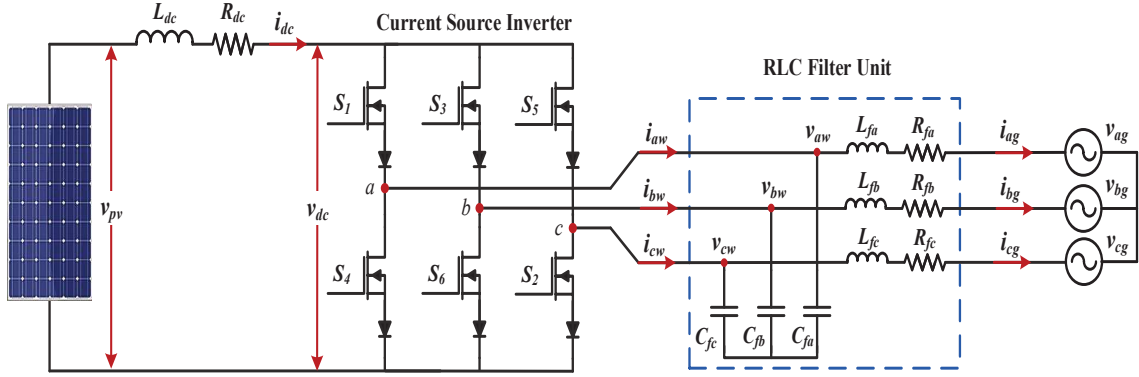 L_dc R_dc i_dc Current Source Inverter
RLC Filter Unit
S_1 S_3 S_5
i_aw v_aw L_fa R_fa i_ag v_ag
a
v_pv v_dc b i_bw v_bw L_fb R_fb i_bg v_bg
c i_cw v_cw L_fc R_fc i_cg v_cg
S_4 S_6 S_2
C_fc C_fb C_fa